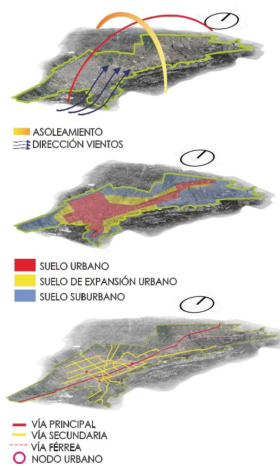 ASOLEAMIENTO
DIRECCIÓN VIENTOS
SUELO URBANO
SUELO DE EXPANSIÓN URBANO
SUELO SUBURBANO
VÍA PRINCIPAL
VÍA SECUNDARIA
VÍA FÉRREA
NODO URBANO